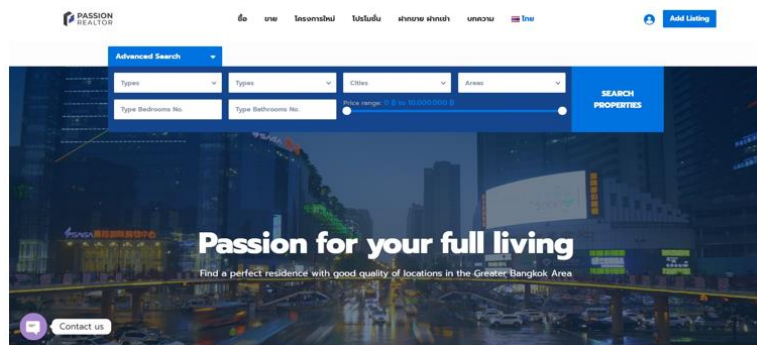 PASSION
REALTOR
ซื้อ ขาย โครงการใหม่ โปรโมชั่น ฝากขาย ฝากเช่า บทความ ไทย
Add Listing
Advanced Search
Types Types Cities Areas
SEARCH
PROPERTIES
Type Bedrooms No. Type Bathrooms No. Price range: 0 ฿ to 10.000.000 ฿
SASA
Passion for your full living
Find a perfect residence with good quality of locations in the Greater Bangkok Area
Contact us